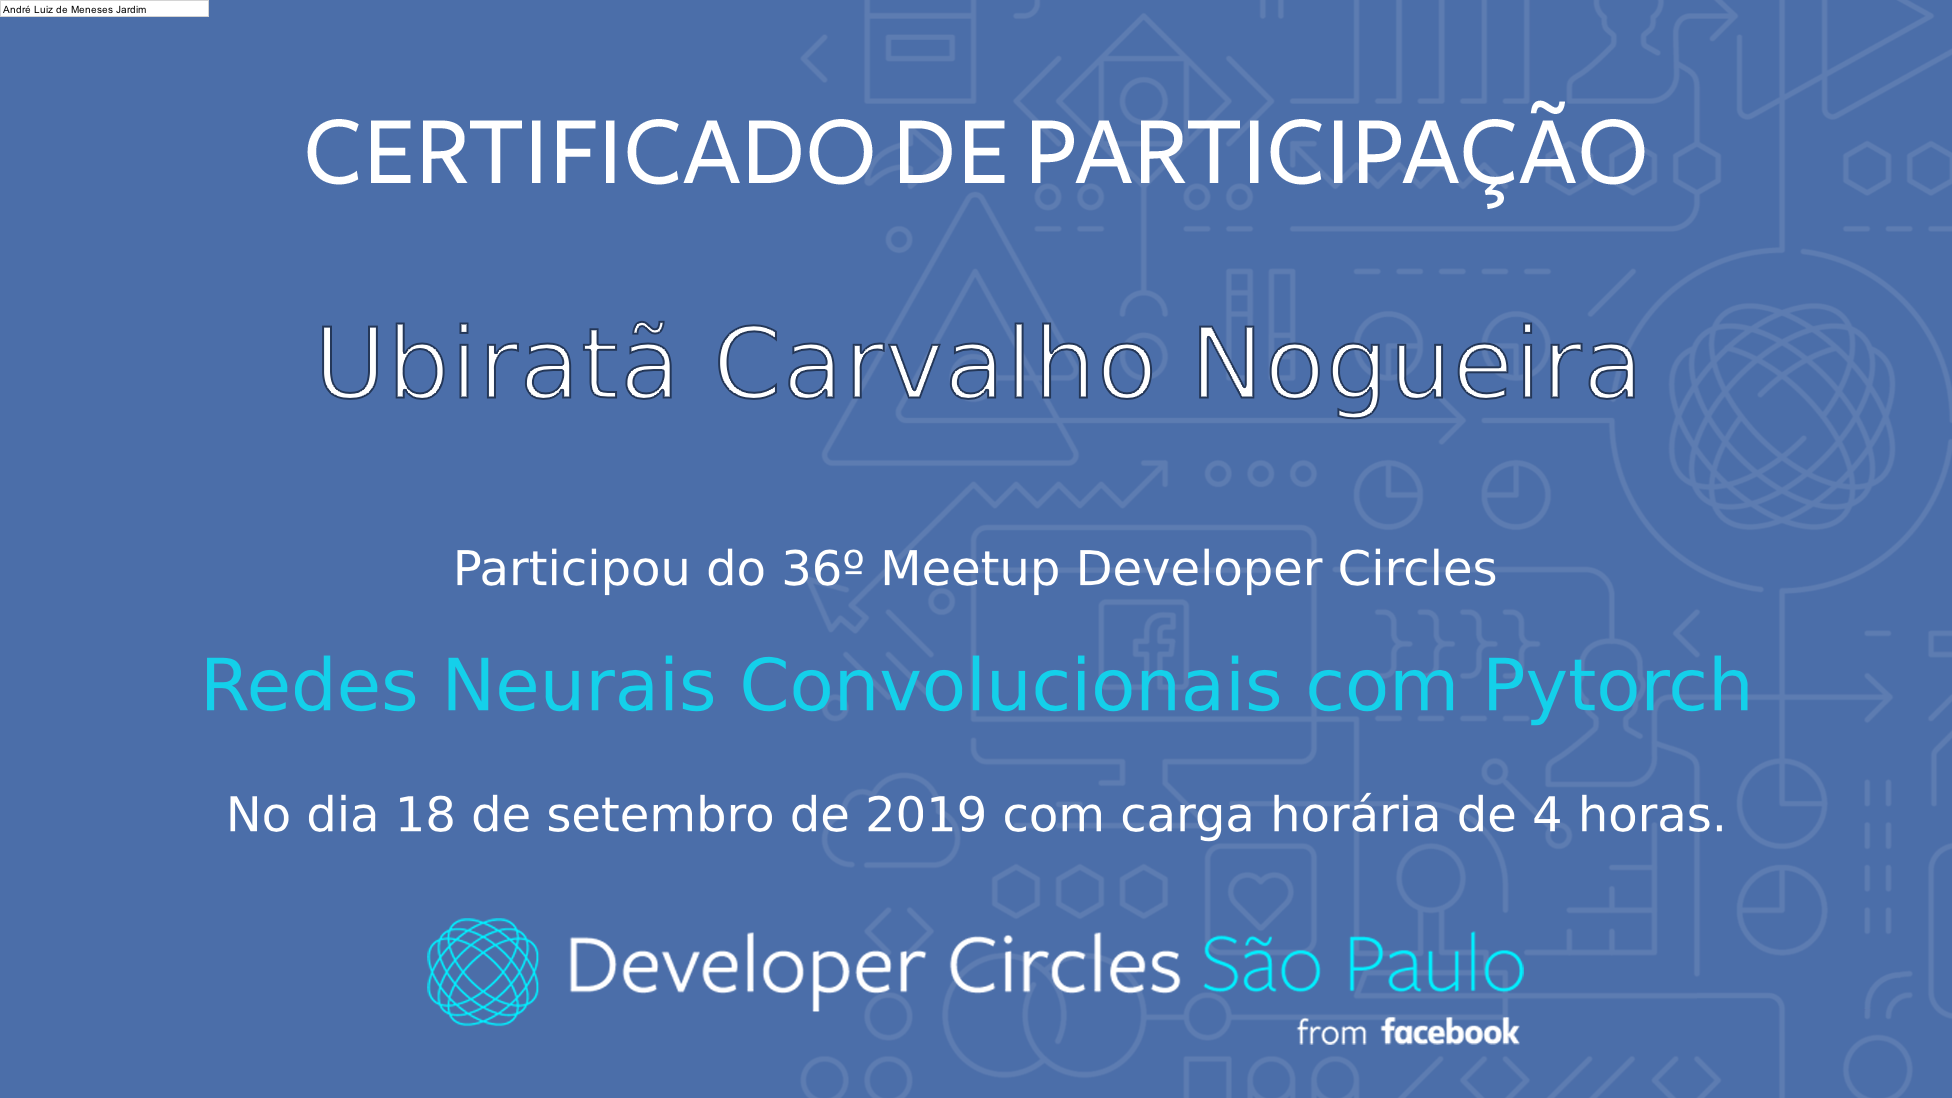 André Luiz de Meneses Jardim
CERTIFICADO DE PARTICIPAÇÃO
Ubiratã Carvalho Nogueira
Participou do 36º Meetup Developer Circles
Redes Neurais Convolucionais com Pytorch
No dia 18 de setembro de 2019 com carga horária de 4 horas.
Developer Circles São Paulo
from facebook